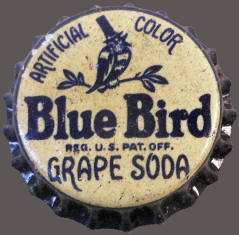 ARTIFICIAL COLOR
Blue Bird
REG. U.S. PAT. OFF.
GRAPE SODA